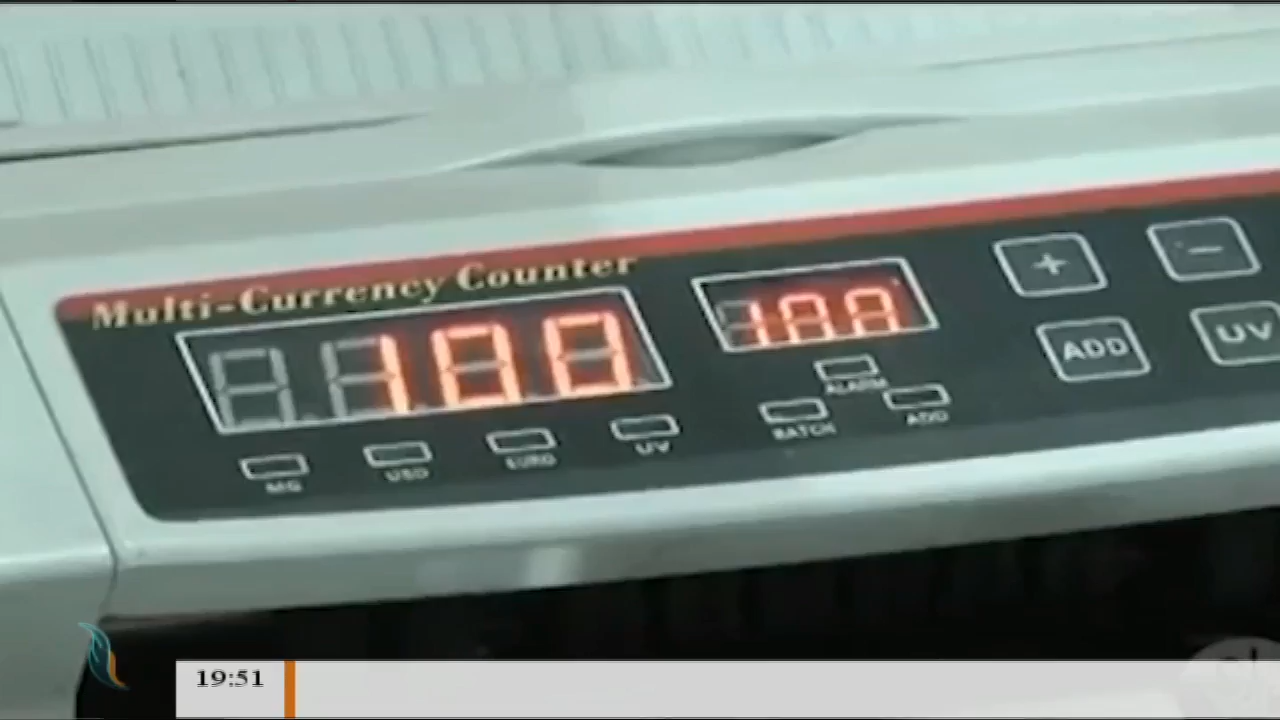 Multi-Currency Counter
100
100
+ -
ADD UV
ALARM
BATCH ADD
MG USD EURO UV
19:51